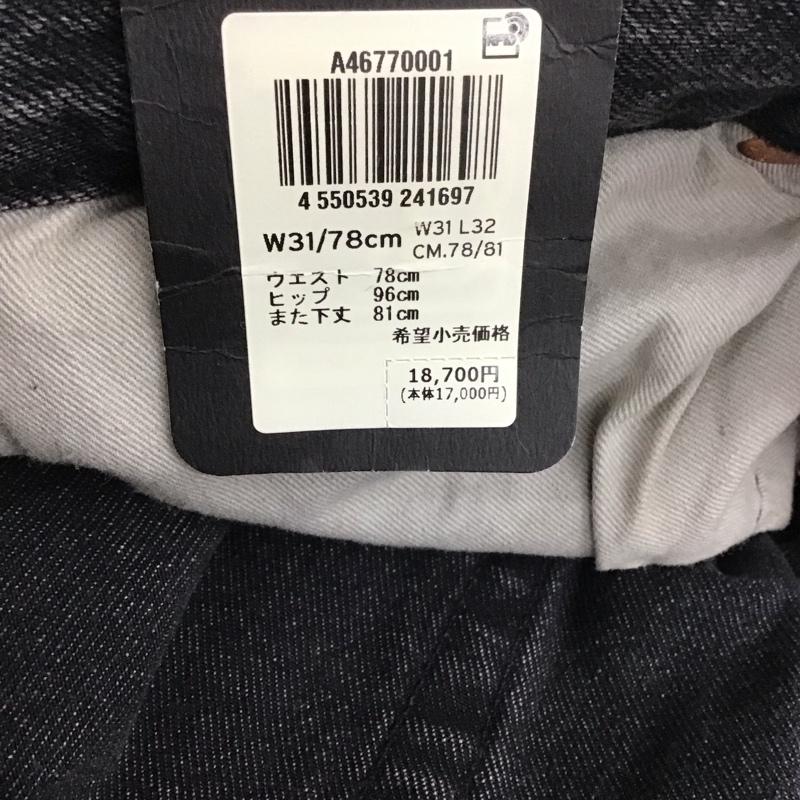 RFID
A46770001
4 550539 241697
W31/78cm
W31 L32
CM.78/81
ウエスト 78cm
ヒップ 96cm
また下丈 81cm
希望小売価格
18,700円
(本体17,000円)